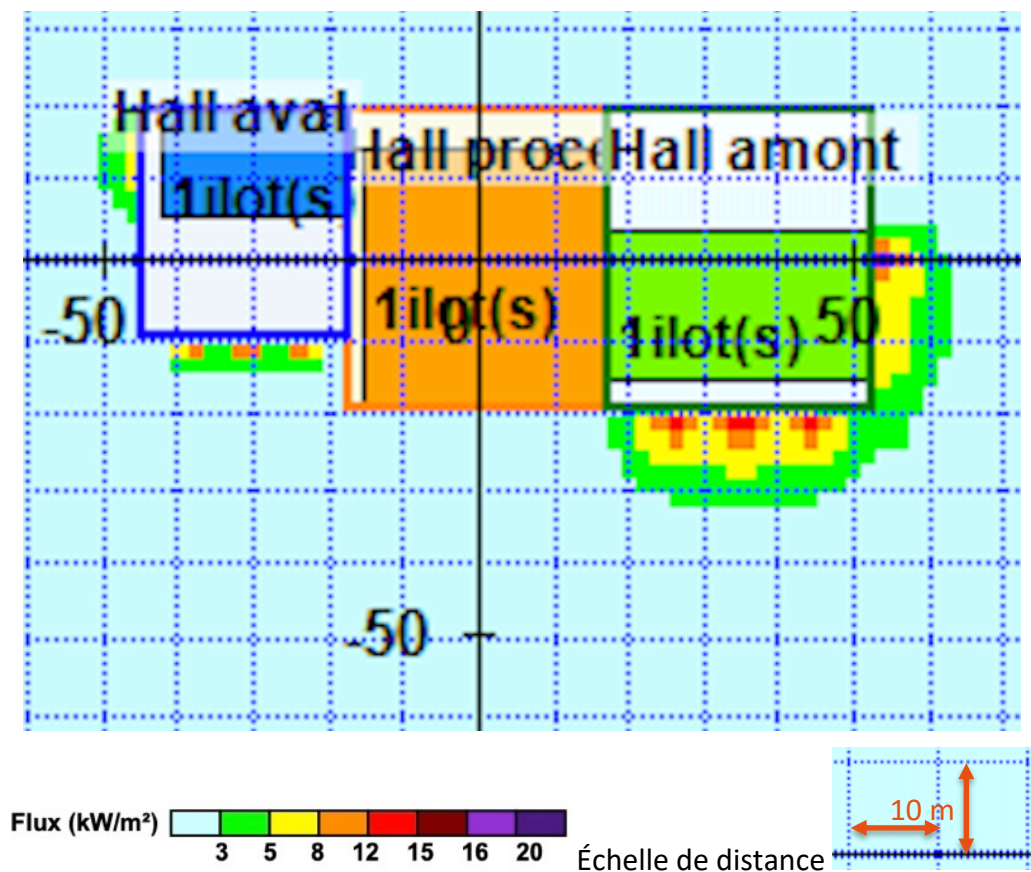 Hall aval
Hall proce
Hall amont
1ilot(s
1ilot(s)
0
1ilot(s)
-50
50
-50
Flux (kW/m²)
3 5 8 12 15 16 20
Échelle de distance
10 m